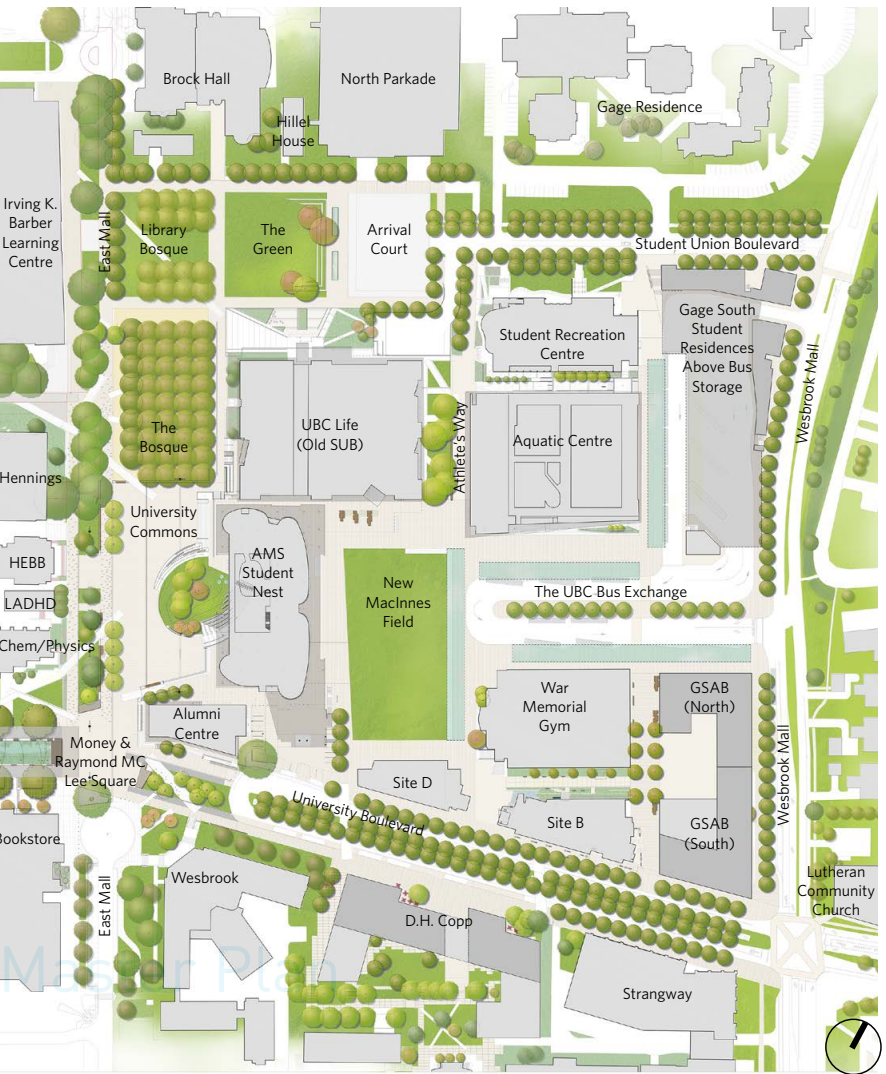 Brock Hall
North Parkade
Gage Residence
Hillel
House
Irving K.
Barber
Learning
Centre
East Mall
Library
Bosque
The
Green
Arrival
Court
Student Union Boulevard
Student Recreation
Centre
Gage South
Student
Residences
Above Bus
Storage
Wesbrook Mall
The
Bosque
UBC Life
(Old SUB)
Athlete's Way
Aquatic Centre
Hennings
University
Commons
HEBB
LADHD
Chem/Physics
AMS
Student
Nest
New
MacInnes
Field
The UBC Bus Exchange
War
Memorial
Gym
GSAB
(North)
Alumni
Centre
Money &
Raymond MC
Lee Square
Site D
University Boulevard
Site B
GSAB
(South)
Wesbrook Mall
Bookstore
East Mall
Wesbrook
D.H. Copp
Lutheran
Community
Church
Master Plan
Strangway